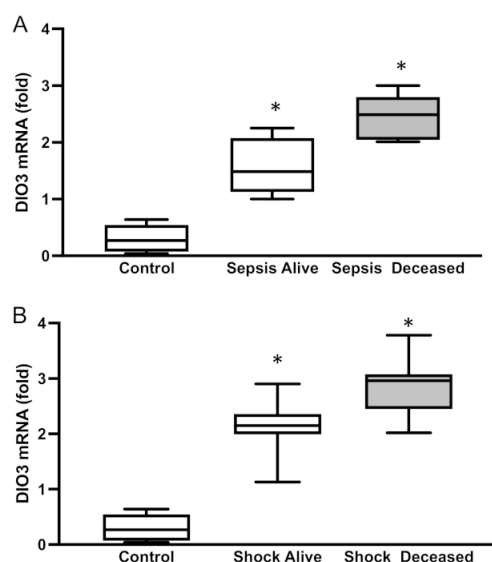 A
DIO3 mRNA (fold)
4
3
2
1
0
*
*
Control Sepsis Alive Sepsis Deceased
B
DIO3 mRNA (fold)
4
3
2
1
0
*
*
Control Shock Alive Shock Deceased